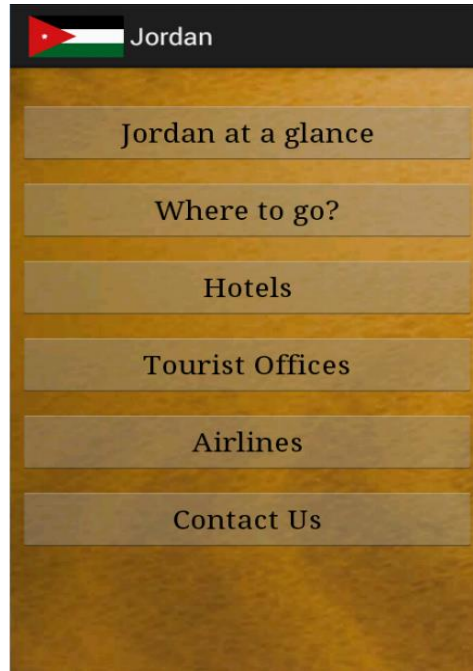 Jordan
Jordan at a glance
Where to go?
Hotels
Tourist Offices
Airlines
Contact Us